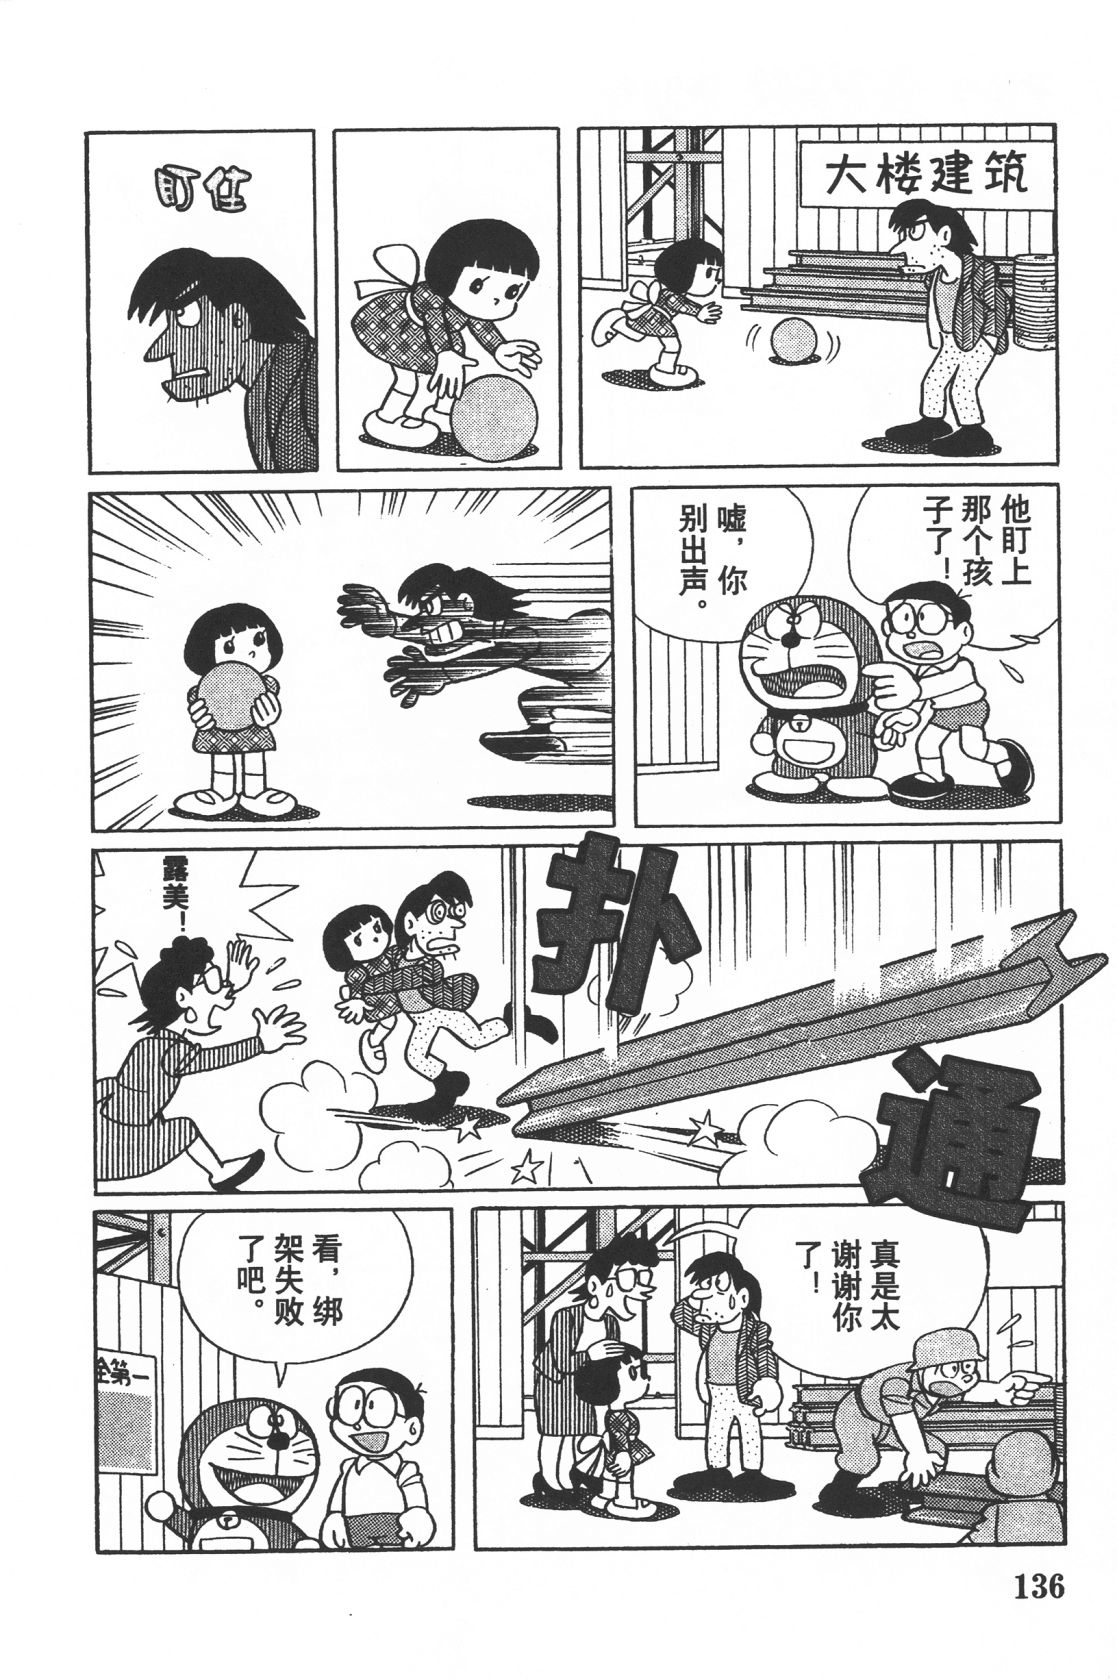 大楼建筑
盯住
他盯上
那个孩
子了！
嘘，你
别出声。
扑
通
露美！
真是太
谢谢你
了！
看，绑
架失败
了吧。
全第一
136